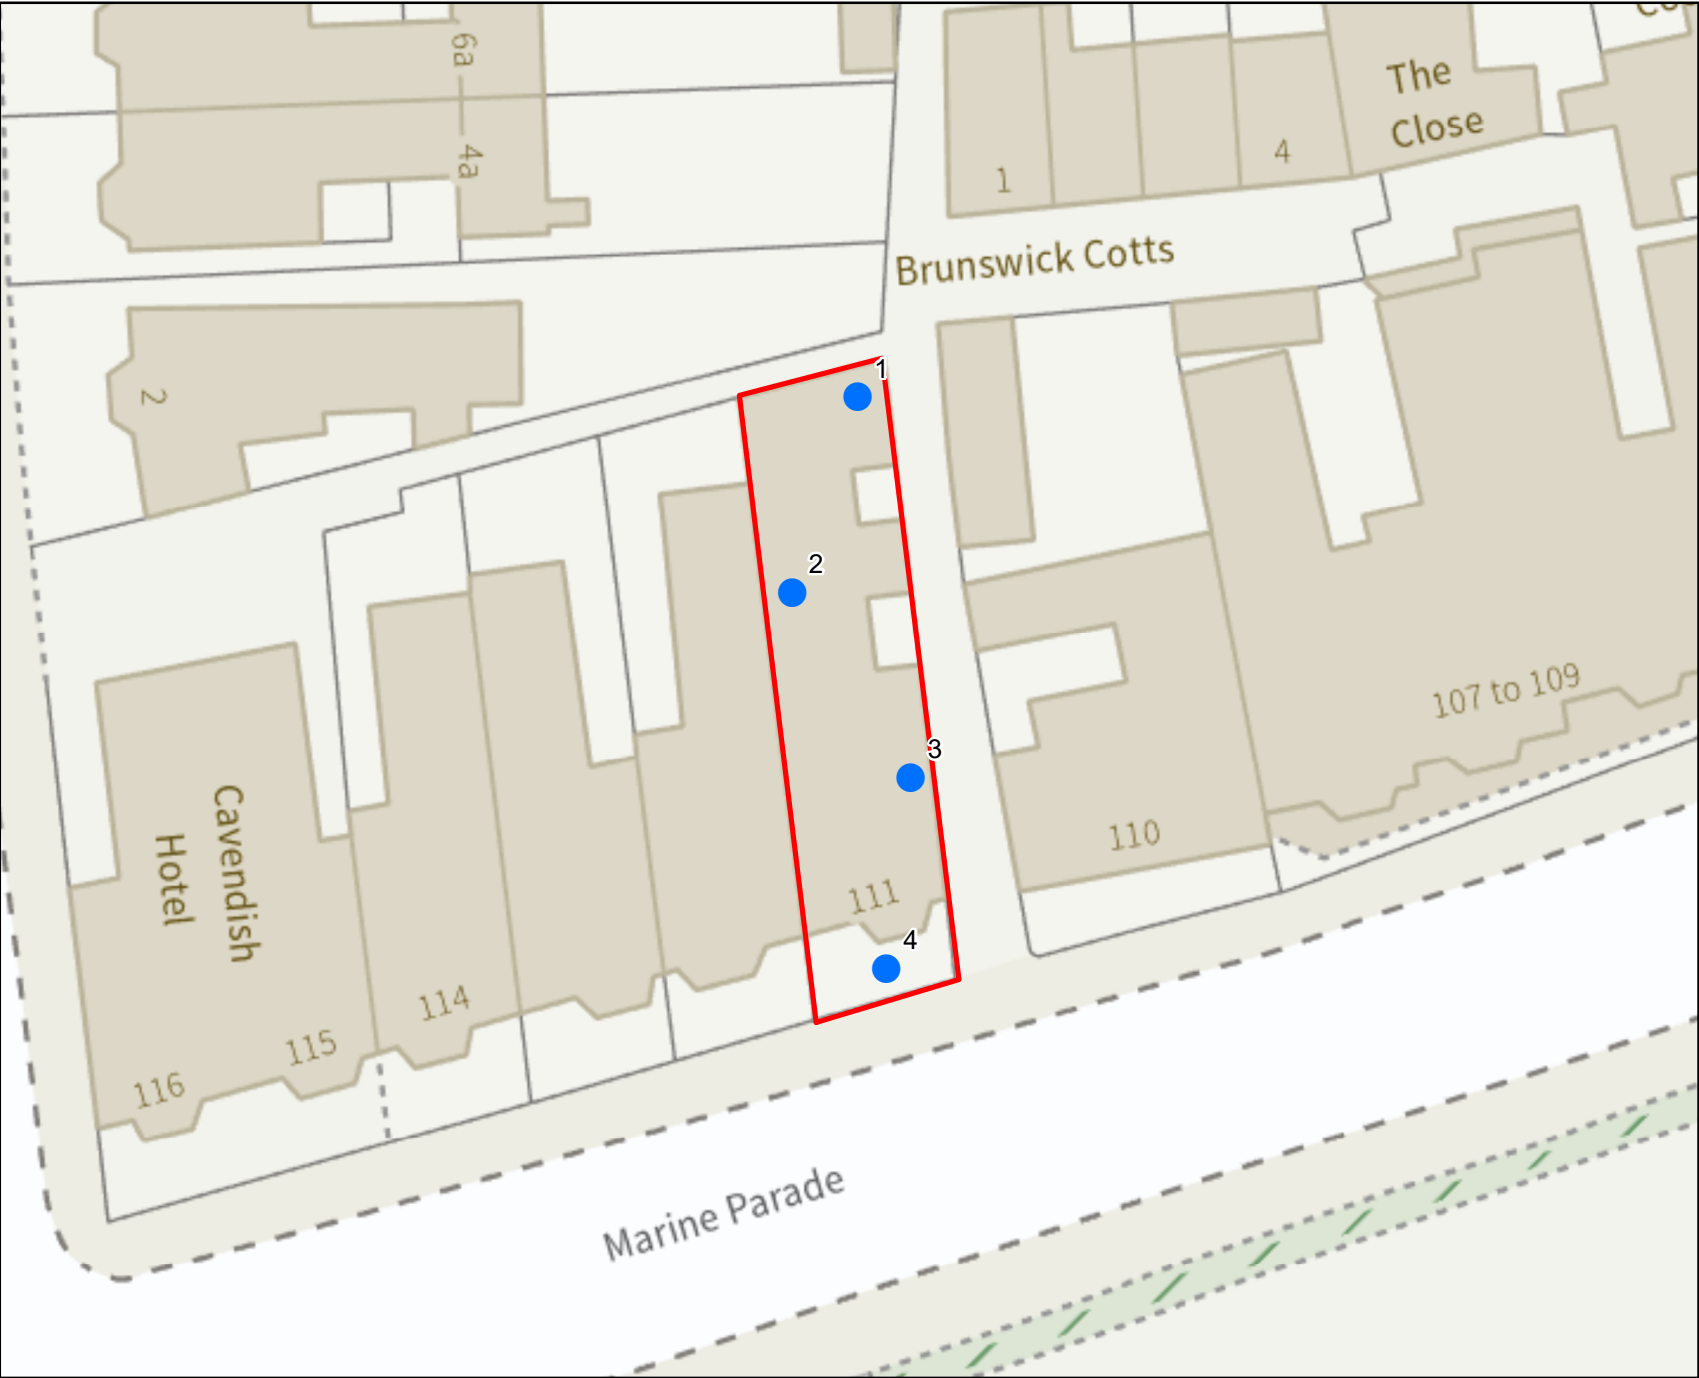 6a
4a
The
Close
1
4
Brunswick Cotts
2
1
2
3
4
107 to 109
110
111
Cavendish
Hotel
114
115
116
Marine Parade